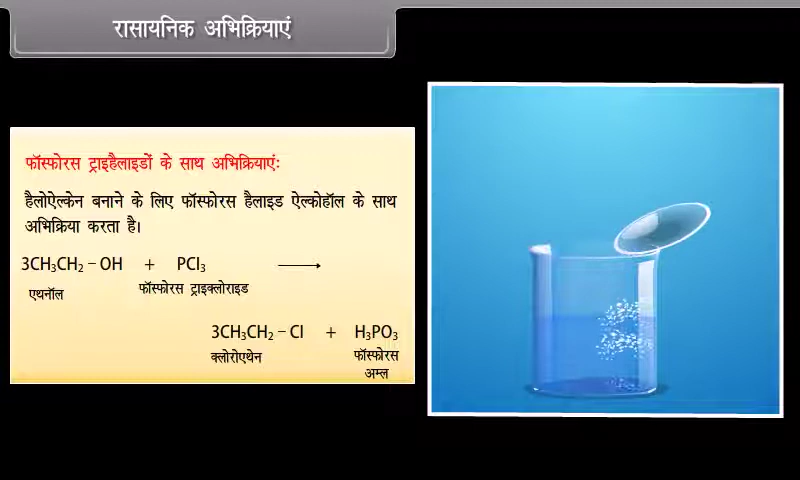 रासायनिक अभिक्रियाएं
फॉस्फोरस ट्राइहैलाइडों के साथ अभिक्रियाएं:
हैलोऐल्केन बनाने के लिए फॉस्फोरस हैलाइड ऐल्कोहॉल के साथ
अभिक्रिया करता है।
3CH₃CH₂ – OH + PCl₃ ⟶
एथनॉल फॉस्फोरस ट्राइक्लोराइड
3CH₃CH₂ – Cl + H₃PO₃
क्लोरोएथेन फॉस्फोरस
अम्ल